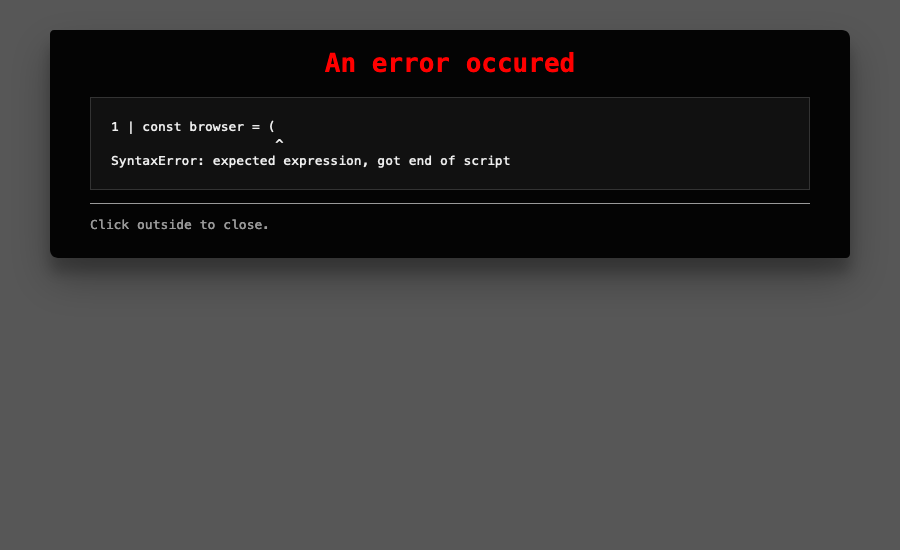 An error occured
1 | const browser = (
^
SyntaxError: expected expression, got end of script
Click outside to close.